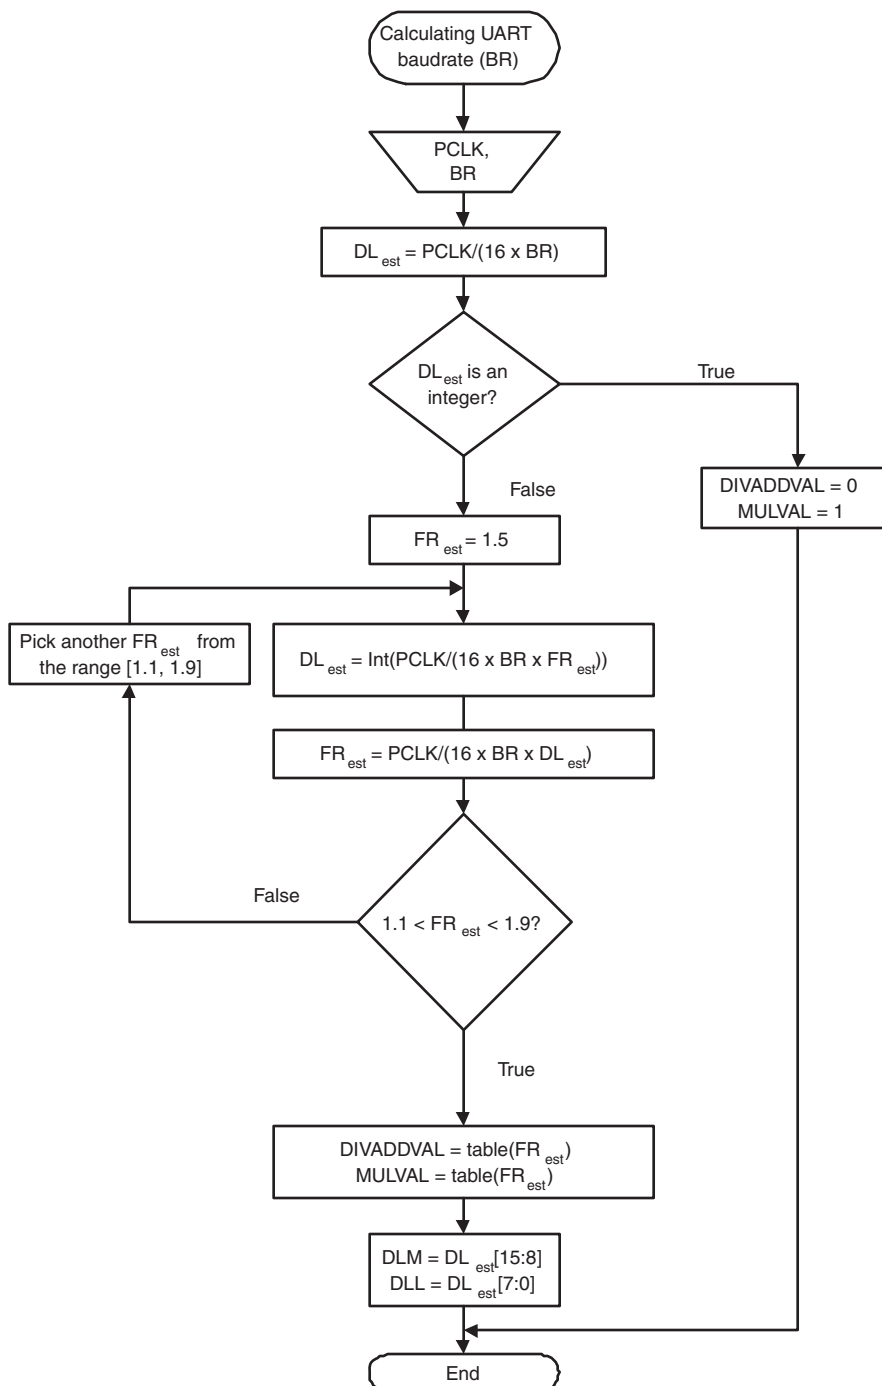 Calculating UART
baudrate (BR)
PCLK,
BR
DL est = PCLK/(16 x BR)
DL est is an
integer?
True
False
DIVADDVAL = 0
MULVAL = 1
FR est = 1.5
Pick another FR est from
the range [1.1, 1.9]
DL est = Int(PCLK/(16 x BR x FR est))
FR est = PCLK/(16 x BR x DL est)
False
1.1 < FR est < 1.9?
True
DIVADDVAL = table(FR est)
MULVAL = table(FR est)
DLM = DL est [15:8]
DLL = DL est [7:0]
End